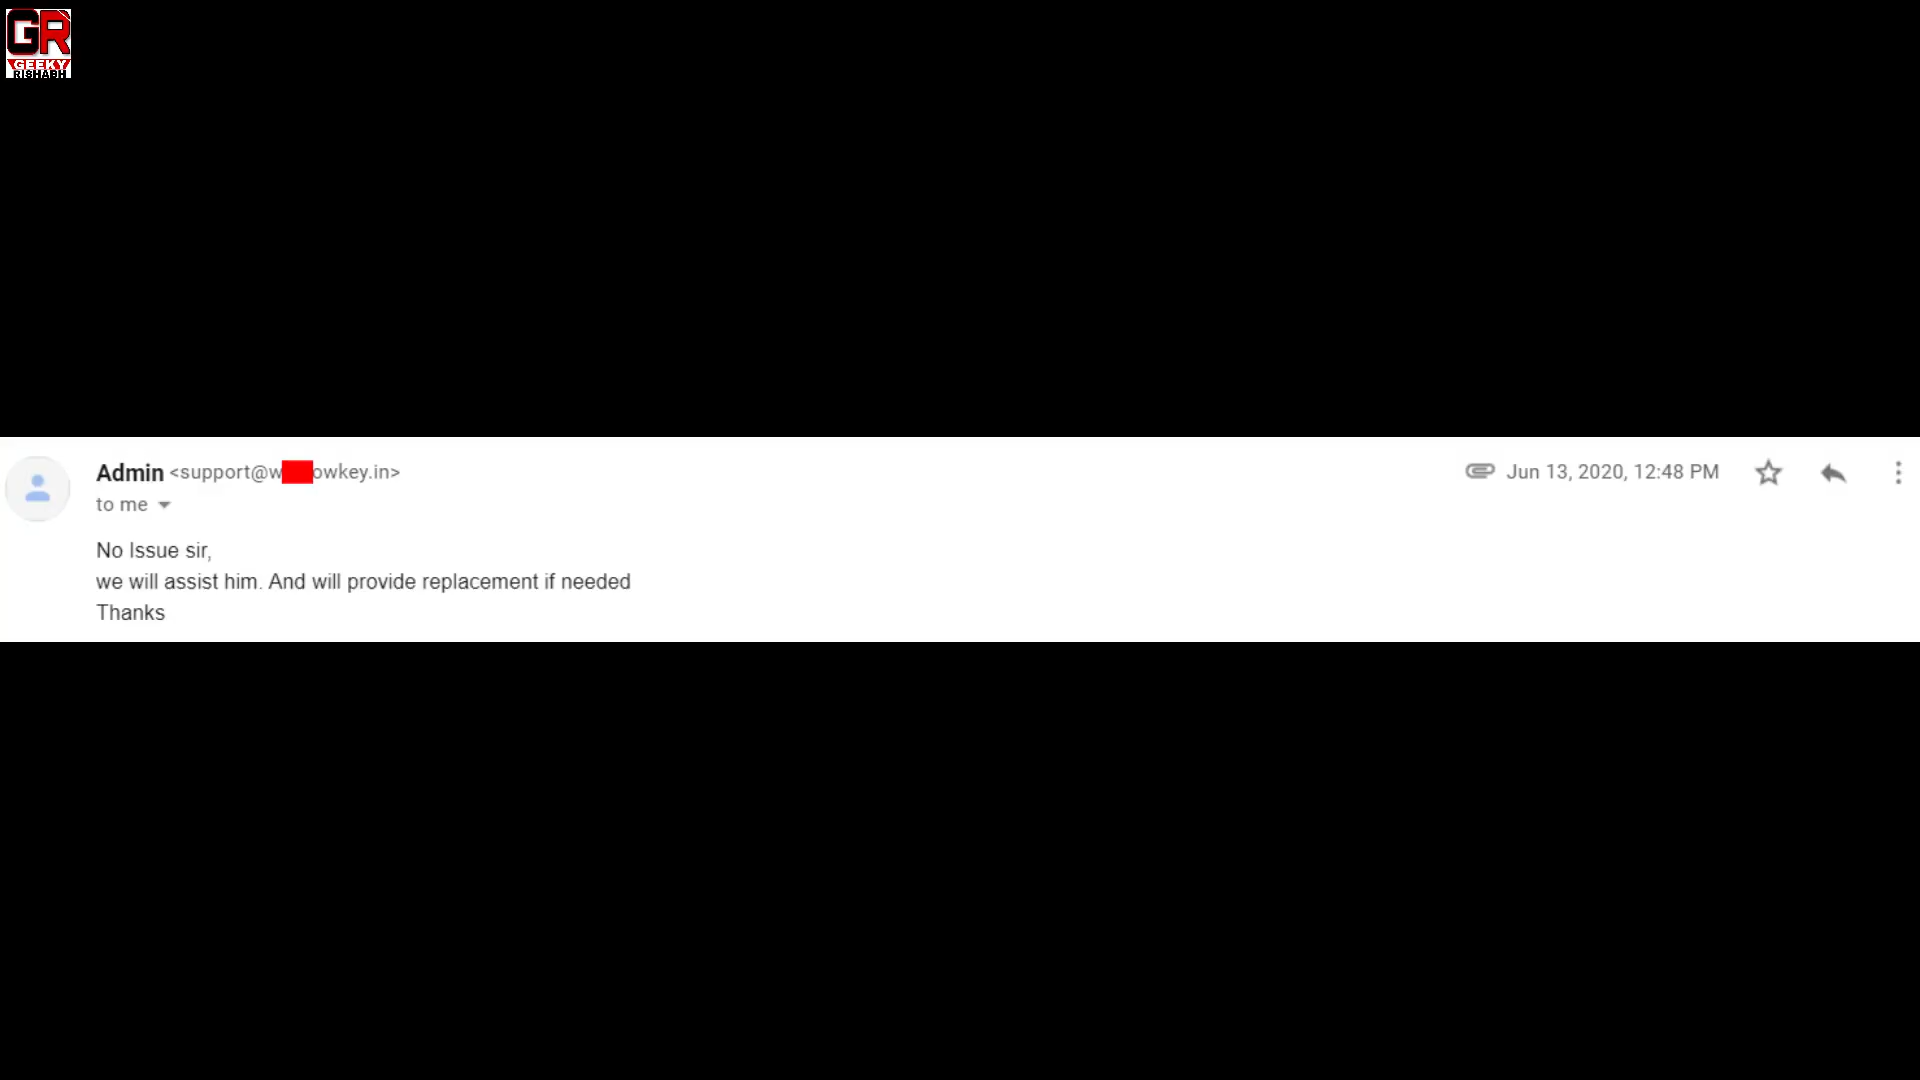 GR
GEEKY
RISHABH
Admin <support@w owkey.in>
Jun 13, 2020, 12:48 PM
to me
No Issue sir,
we will assist him. And will provide replacement if needed
Thanks